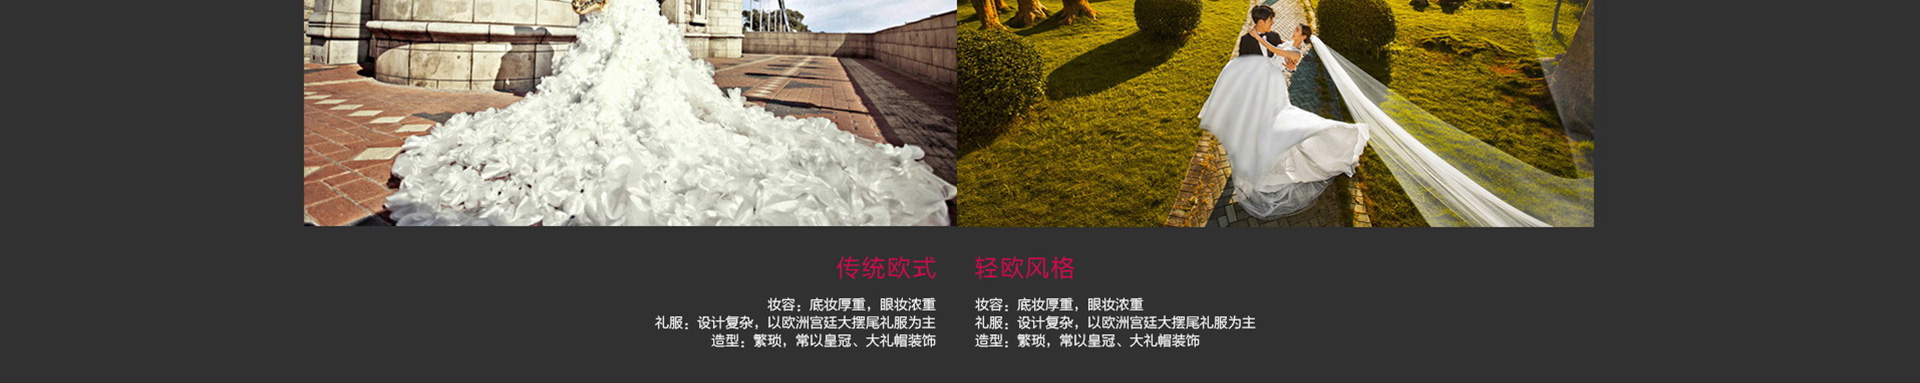 传统欧式
妆容：底妆厚重，眼妆浓重
礼服：设计复杂，以欧洲宫廷大摆尾礼服为主
造型：繁琐，常以皇冠、大礼帽装饰
轻欧风格
妆容：底妆厚重，眼妆浓重
礼服：设计复杂，以欧洲宫廷大摆尾礼服为主
造型：繁琐，常以皇冠、大礼帽装饰